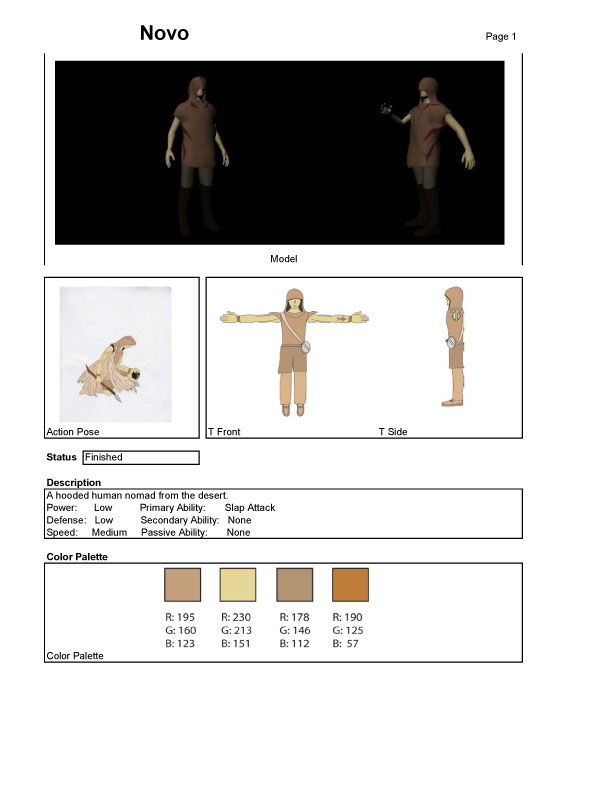 Novo
Page 1
Model
Action Pose
T Front
T Side
Status Finished
Description
A hooded human nomad from the desert.
Power: Low Primary Ability: Slap Attack
Defense: Low Secondary Ability: None
Speed: Medium Passive Ability: None
Color Palette
R: 195 R: 230 R: 178 R: 190
G: 160 G: 213 G: 146 G: 125
B: 123 B: 151 B: 112 B: 57
Color Palette